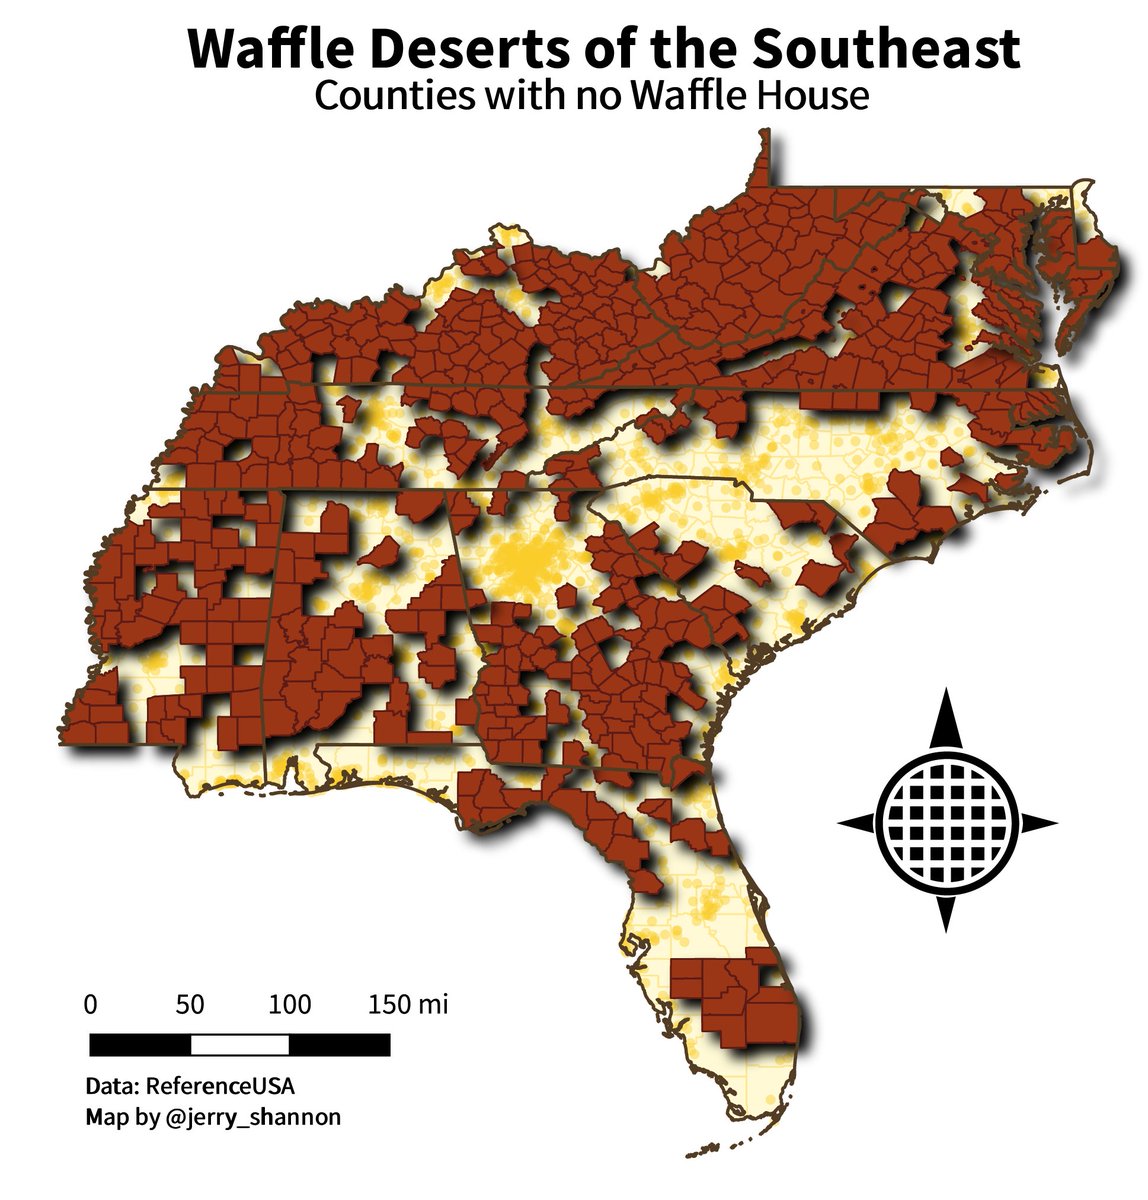 Waffle Deserts of the Southeast
Counties with no Waffle House
0 50 100 150 mi
Data: ReferenceUSA
Map by @jerry_shannon